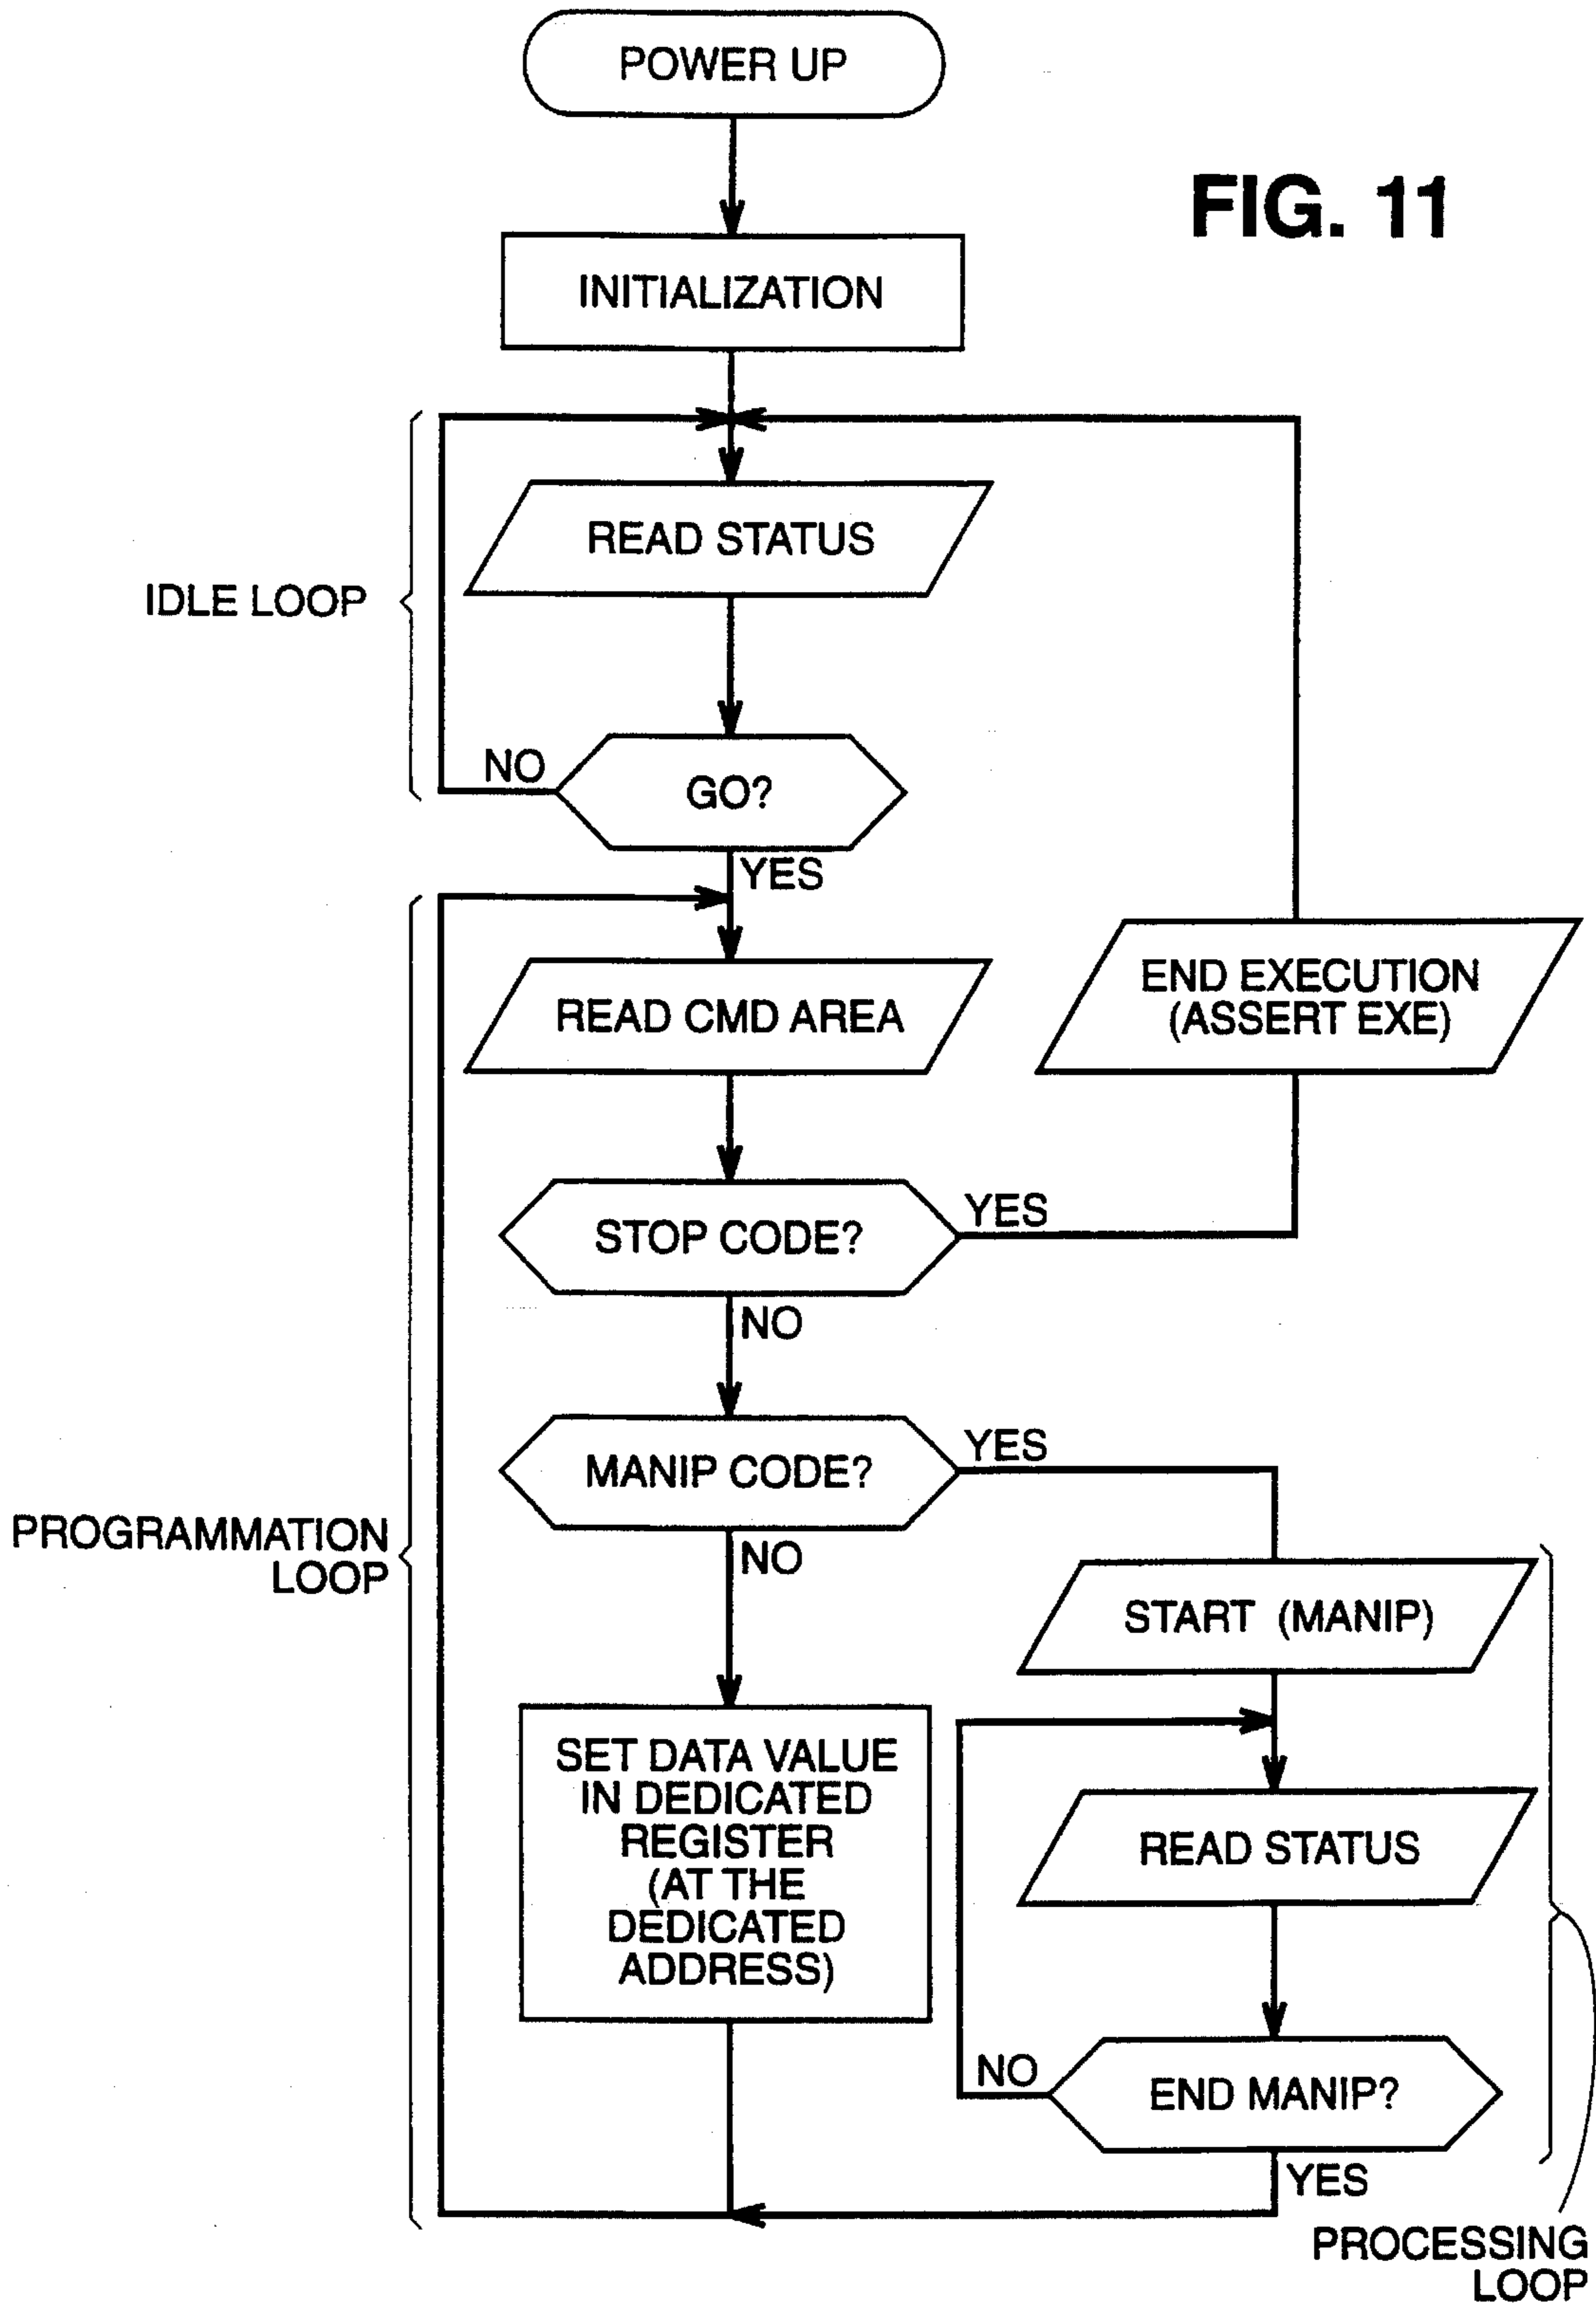 POWER UP
FIG. 11
INITIALIZATION
READ STATUS
IDLE LOOP
NO
GO?
YES
END EXECUTION
(ASSERT EXE)
READ CMD AREA
YES
STOP CODE?
NO
YES
MANIP CODE?
PROGRAMMATION
LOOP
NO
START (MANIP)
SET DATA VALUE
IN DEDICATED
REGISTER
(AT THE
DEDICATED
ADDRESS)
READ STATUS
NO
END MANIP?
YES
PROCESSING
LOOP